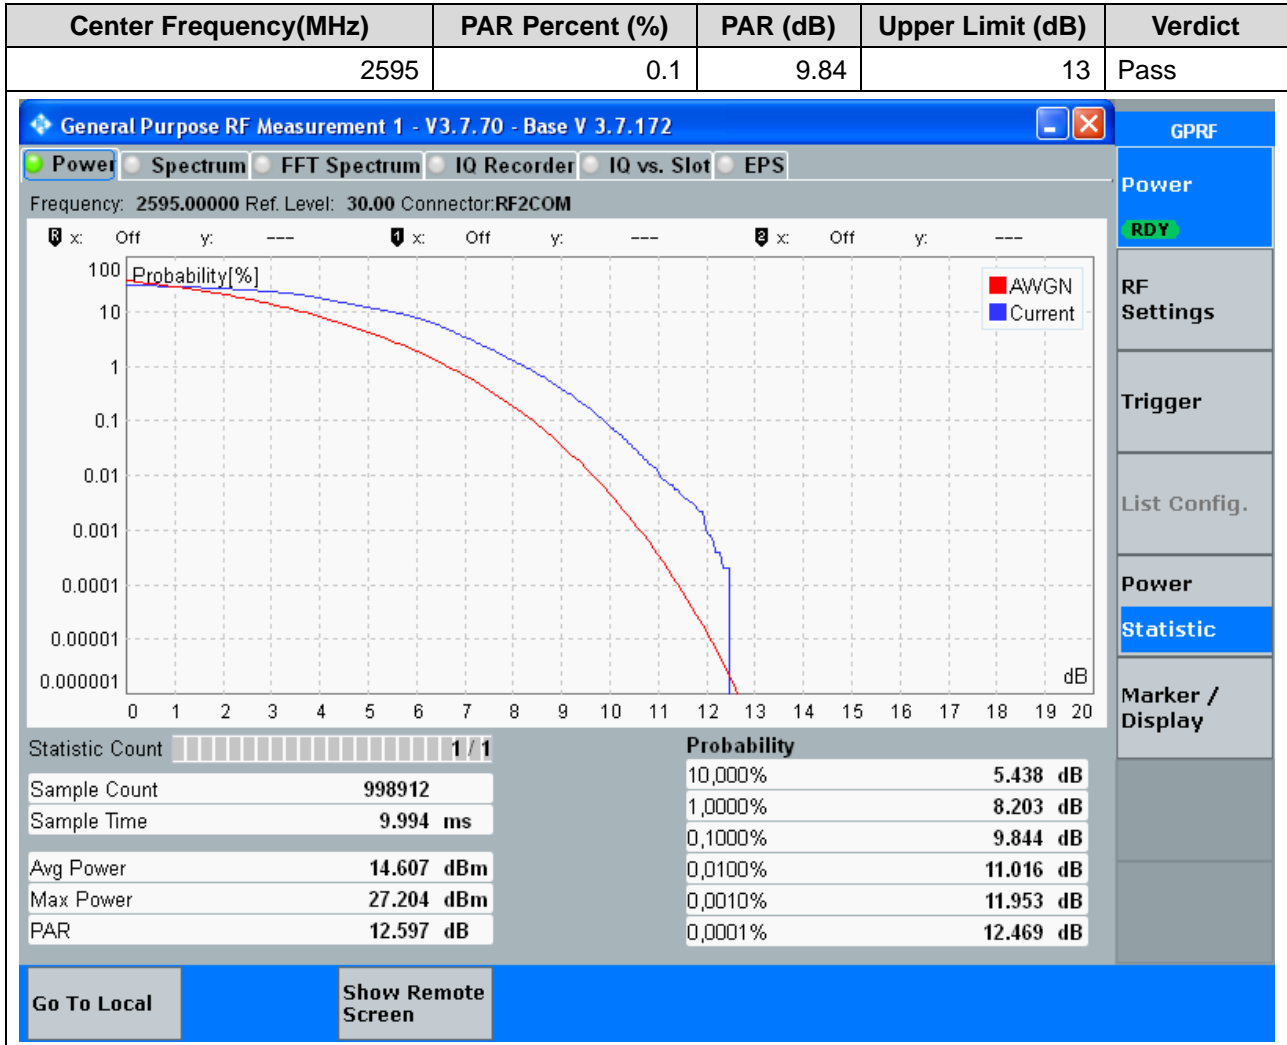 Center Frequency(MHz) PAR Percent (%) PAR (dB) Upper Limit (dB) Verdict
2595 0.1 9.84 13 Pass
General Purpose RF Measurement 1 - V3.7.70 - Base V 3.7.172
GPRF
Power Spectrum FFT Spectrum IQ Recorder IQ vs. Slot EPS
Frequency: 2595.00000 Ref. Level: 30.00 Connector:RF2COM
R x: Off y: --- 1 x: Off y: --- 2 x: Off y: ---
Probability[%]
AWGN
Current
100
10
1
0.1
0.01
0.001
0.0001
0.00001
0.000001
dB
0 1 2 3 4 5 6 7 8 9 10 11 12 13 14 15 16 17 18 19 20
Statistic Count 1 / 1
Sample Count 998912
Sample Time 9.994 ms
Avg Power 14.607 dBm
Max Power 27.204 dBm
PAR 12.597 dB
Probability
10,000% 5.438 dB
1,0000% 8.203 dB
0,1000% 9.844 dB
0,0100% 11.016 dB
0,0010% 11.953 dB
0,0001% 12.469 dB
Power
RDY
RF
Settings
Trigger
List Config.
Power
Statistic
Marker /
Display
Go To Local
Show Remote
Screen